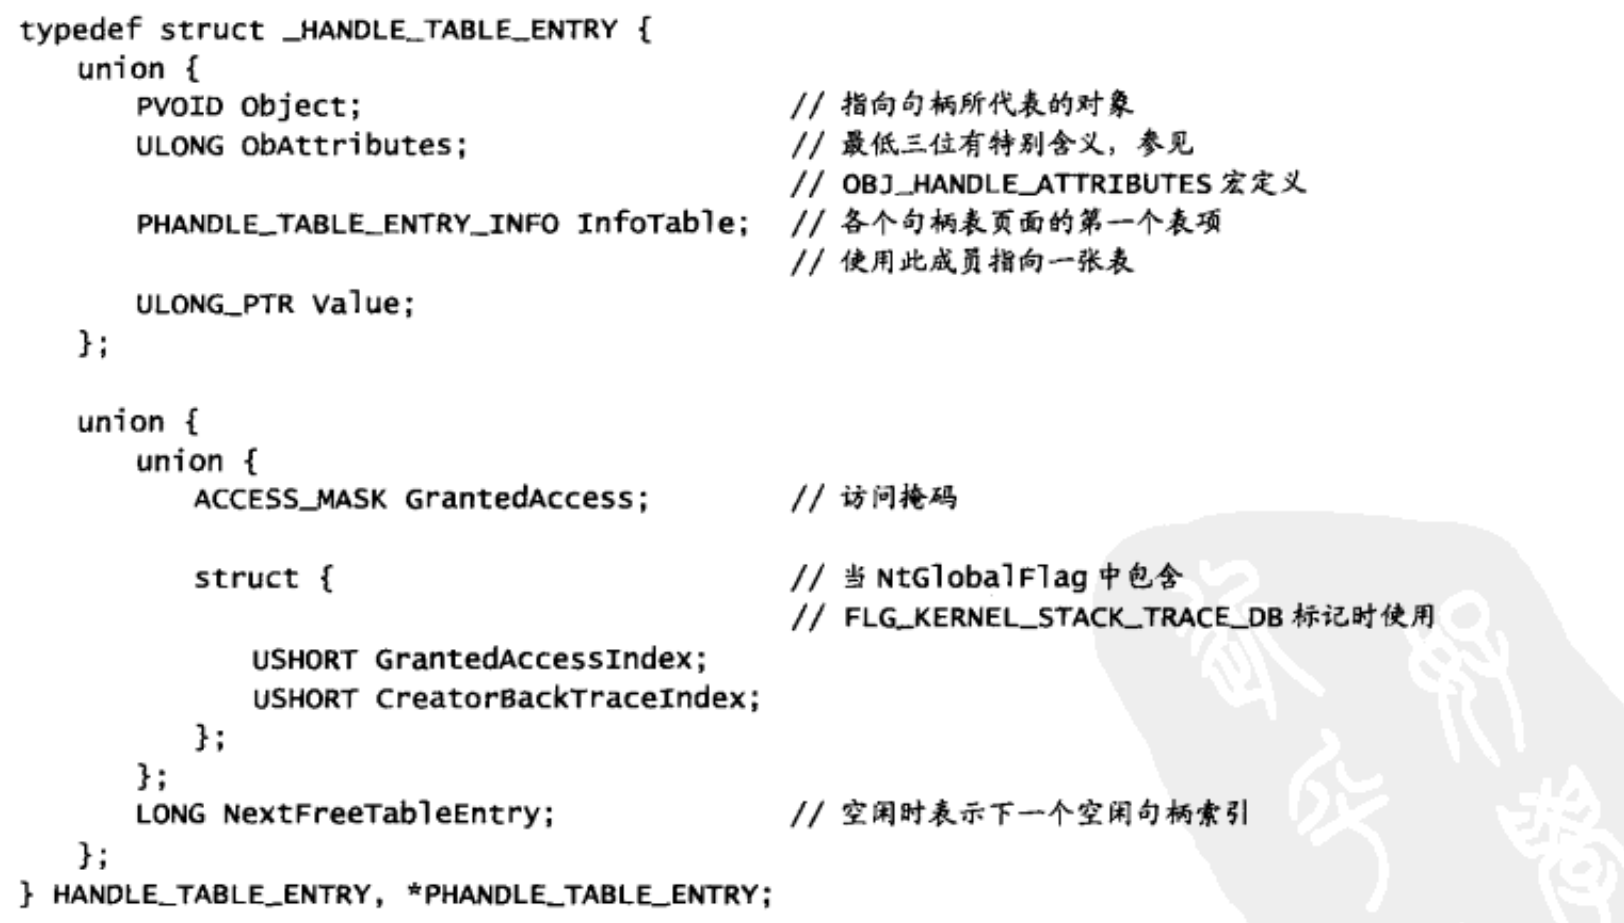 typedef struct _HANDLE_TABLE_ENTRY {
union {
PVOID Object; // 指向句柄所代表的对象
ULONG ObAttributes; // 最低三位有特别含义，参见
// OBJ_HANDLE_ATTRIBUTES 宏定义
PHANDLE_TABLE_ENTRY_INFO InfoTable; // 各个句柄表页面的第一个表项
// 使用此成员指向一张表
ULONG_PTR Value;
};
union {
union {
ACCESS_MASK GrantedAccess; // 访问掩码
struct { // 当 NtGlobalFlag 中包含
// FLG_KERNEL_STACK_TRACE_DB 标记时使用
USHORT GrantedAccessIndex;
USHORT CreatorBackTraceIndex;
};
};
LONG NextFreeTableEntry; // 空闲时表示下一个空闲句柄索引
};
} HANDLE_TABLE_ENTRY, *PHANDLE_TABLE_ENTRY;